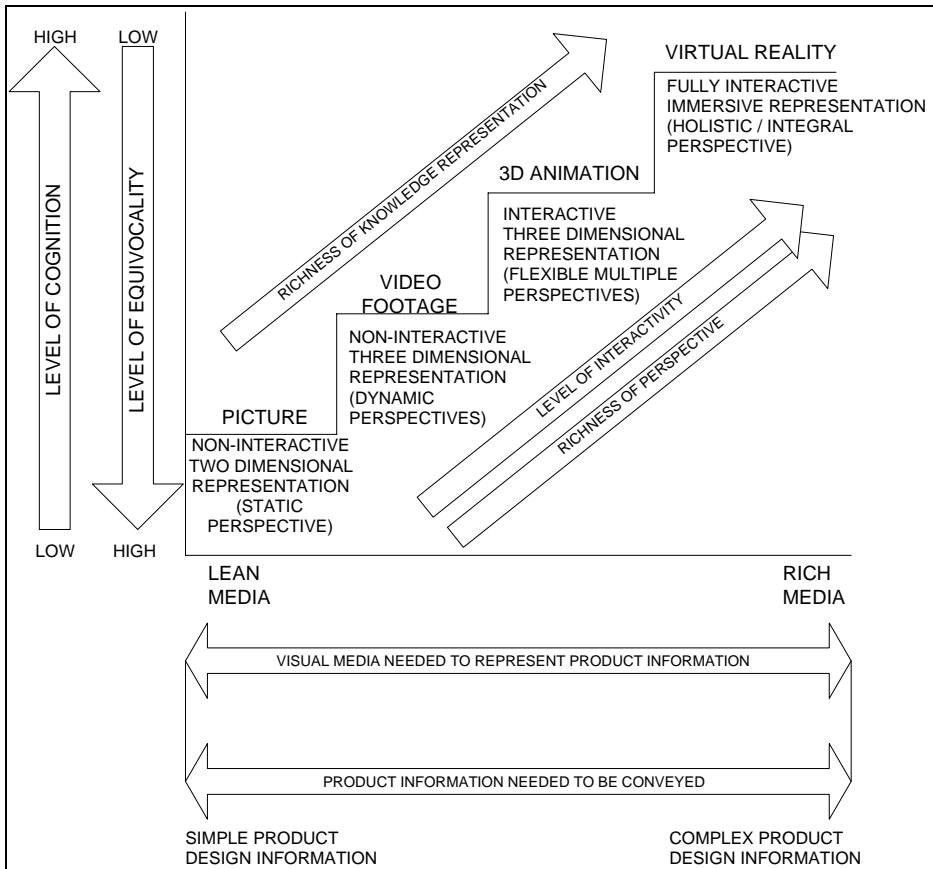 HIGH
LOW
LEVEL OF COGNITION
LEVEL OF EQUIVOCALITY
LOW
HIGH
RICHNESS OF KNOWLEDGE REPRESENTATION
VIRTUAL REALITY
FULLY INTERACTIVE
IMMERSIVE REPRESENTATION
(HOLISTIC / INTEGRAL
PERSPECTIVE)
3D ANIMATION
INTERACTIVE
THREE DIMENSIONAL
REPRESENTATION
(FLEXIBLE MULTIPLE
PERSPECTIVES)
VIDEO
FOOTAGE
NON-INTERACTIVE
THREE DIMENSIONAL
REPRESENTATION
(DYNAMIC
PERSPECTIVES)
PICTURE
NON-INTERACTIVE
TWO DIMENSIONAL
REPRESENTATION
(STATIC
PERSPECTIVE)
LEVEL OF INTERACTIVITY
RICHNESS OF PERSPECTIVE
LEAN
MEDIA
RICH
MEDIA
VISUAL MEDIA NEEDED TO REPRESENT PRODUCT INFORMATION
PRODUCT INFORMATION NEEDED TO BE CONVEYED
SIMPLE PRODUCT
DESIGN INFORMATION
COMPLEX PRODUCT
DESIGN INFORMATION